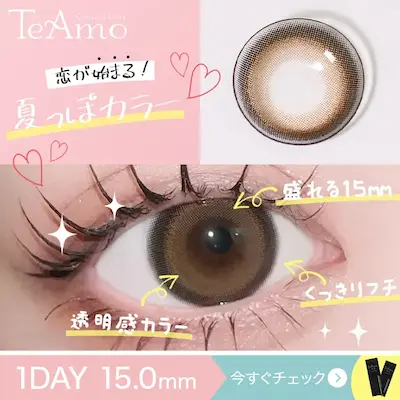 TeAmo
恋が始まる!
夏っぽカラー
盛れる15mm
くっきりフチ
透明感カラー
1DAY 15.0mm
今すぐチェック